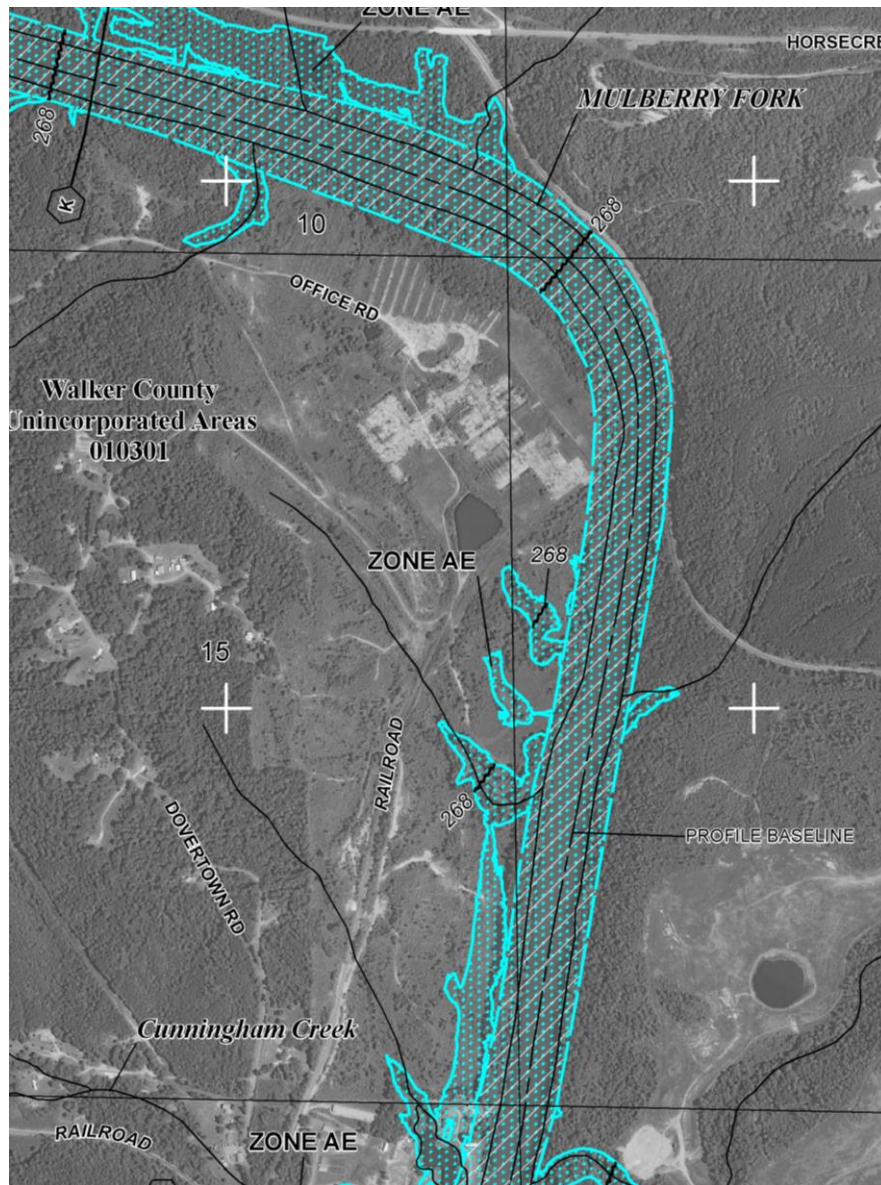 ZONE AE
HORSECRE
MULBERRY FORK
268
K
268
10
OFFICE RD
Walker County
Unincorporated Areas
010301
ZONE AE
268
15
RAILROAD
268
PROFILE BASELINE
DOVERTOWN RD
Cunningham Creek
RAILROAD
ZONE AE